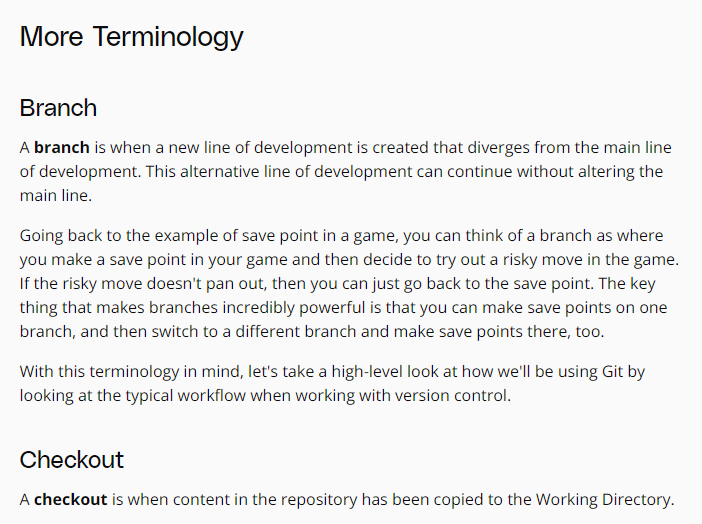 More Terminology
Branch
A branch is when a new line of development is created that diverges from the main line
of development. This alternative line of development can continue without altering the
main line.
Going back to the example of save point in a game, you can think of a branch as where
you make a save point in your game and then decide to try out a risky move in the game.
If the risky move doesn't pan out, then you can just go back to the save point. The key
thing that makes branches incredibly powerful is that you can make save points on one
branch, and then switch to a different branch and make save points there, too.
With this terminology in mind, let's take a high-level look at how we'll be using Git by
looking at the typical workflow when working with version control.
Checkout
A checkout is when content in the repository has been copied to the Working Directory.